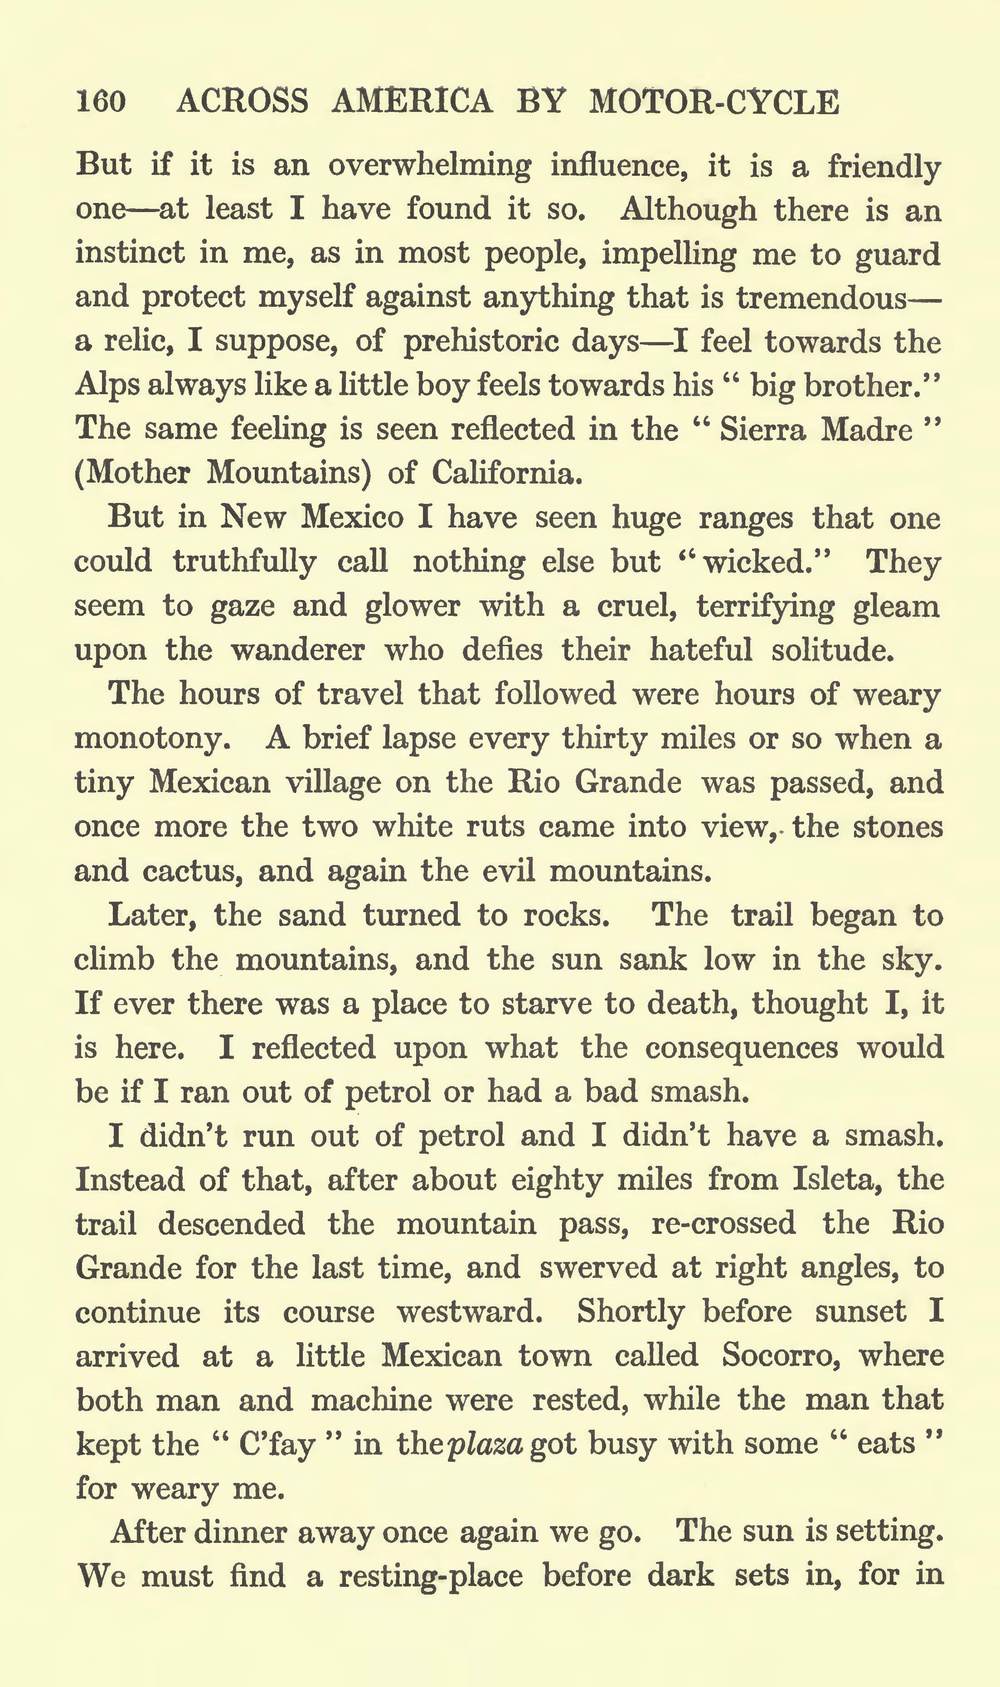 160 ACROSS AMERICA BY MOTOR-CYCLE
But if it is an overwhelming influence, it is a friendly
one—at least I have found it so. Although there is an
instinct in me, as in most people, impelling me to guard
and protect myself against anything that is tremendous—
a relic, I suppose, of prehistoric days—I feel towards the
Alps always like a little boy feels towards his “ big brother.”
The same feeling is seen reflected in the “ Sierra Madre ”
(Mother Mountains) of California.
But in New Mexico I have seen huge ranges that one
could truthfully call nothing else but “ wicked.” They
seem to gaze and glower with a cruel, terrifying gleam
upon the wanderer who defies their hateful solitude.
The hours of travel that followed were hours of weary
monotony. A brief lapse every thirty miles or so when a
tiny Mexican village on the Rio Grande was passed, and
once more the two white ruts came into view, the stones
and cactus, and again the evil mountains.
Later, the sand turned to rocks. The trail began to
climb the mountains, and the sun sank low in the sky.
If ever there was a place to starve to death, thought I, it
is here. I reflected upon what the consequences would
be if I ran out of petrol or had a bad smash.
I didn’t run out of petrol and I didn’t have a smash.
Instead of that, after about eighty miles from Isleta, the
trail descended the mountain pass, re-crossed the Rio
Grande for the last time, and swerved at right angles, to
continue its course westward. Shortly before sunset I
arrived at a little Mexican town called Socorro, where
both man and machine were rested, while the man that
kept the “ C’fay ” in the plaza got busy with some “ eats ”
for weary me.
After dinner away once again we go. The sun is setting.
We must find a resting-place before dark sets in, for in